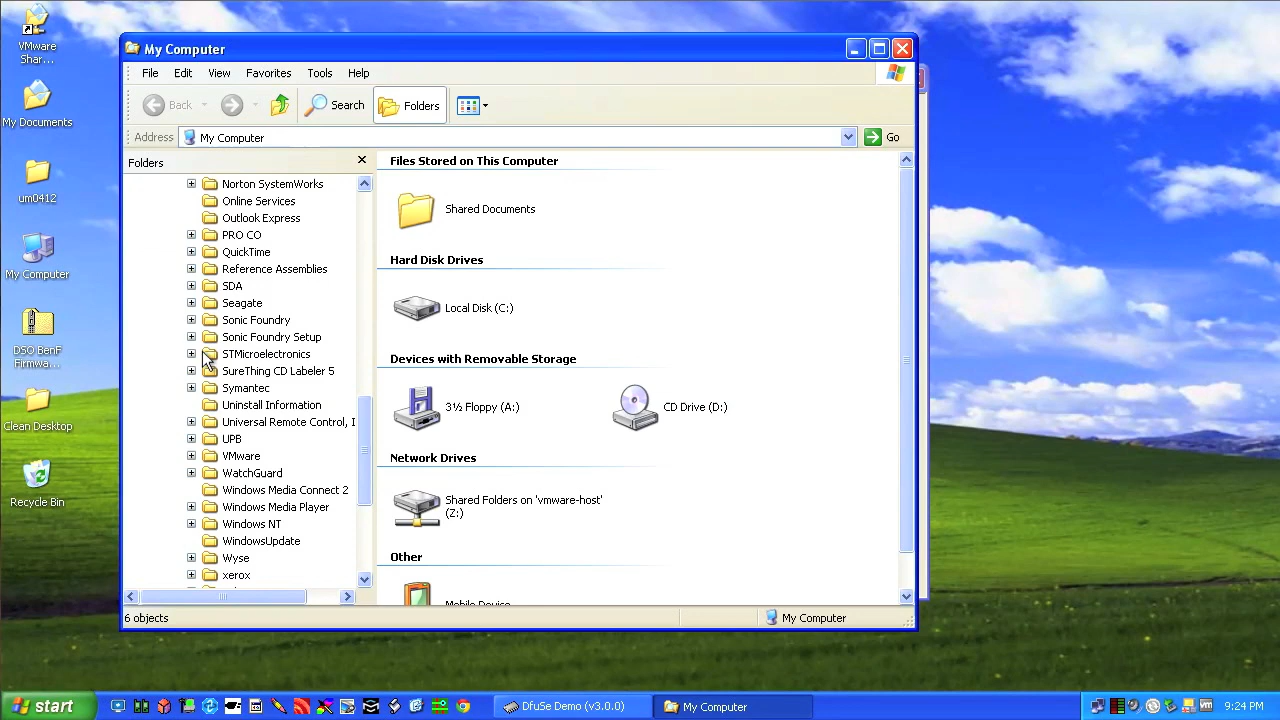 VMware
Shar...
My Documents
um0412
My Computer
DSO BenF
Firmwa...
Clean Desktop
Recycle Bin
My Computer
File Edit View Favorites Tools Help
Back Search Folders
Address My Computer Go
Folders
Norton SystemWorks
Online Services
Outlook Express
PRO CO
QuickTime
Reference Assemblies
SDA
Seagate
Sonic Foundry
Sonic Foundry Setup
STMicroelectronics
SureThing CD Labeler 5
Symantec
Uninstall Information
Universal Remote Control, I
UPB
VMware
WatchGuard
Windows Media Connect 2
Windows Media Player
Windows NT
WindowsUpdate
Wyse
xerox
Files Stored on This Computer
Shared Documents
Hard Disk Drives
Local Disk (C:)
Devices with Removable Storage
3½ Floppy (A:)
CD Drive (D:)
Network Drives
Shared Folders on 'vmware-host'
(Z:)
Other
Mobile Device
6 objects
My Computer
start
DfuSe Demo (v3.0.0)
My Computer
9:24 PM